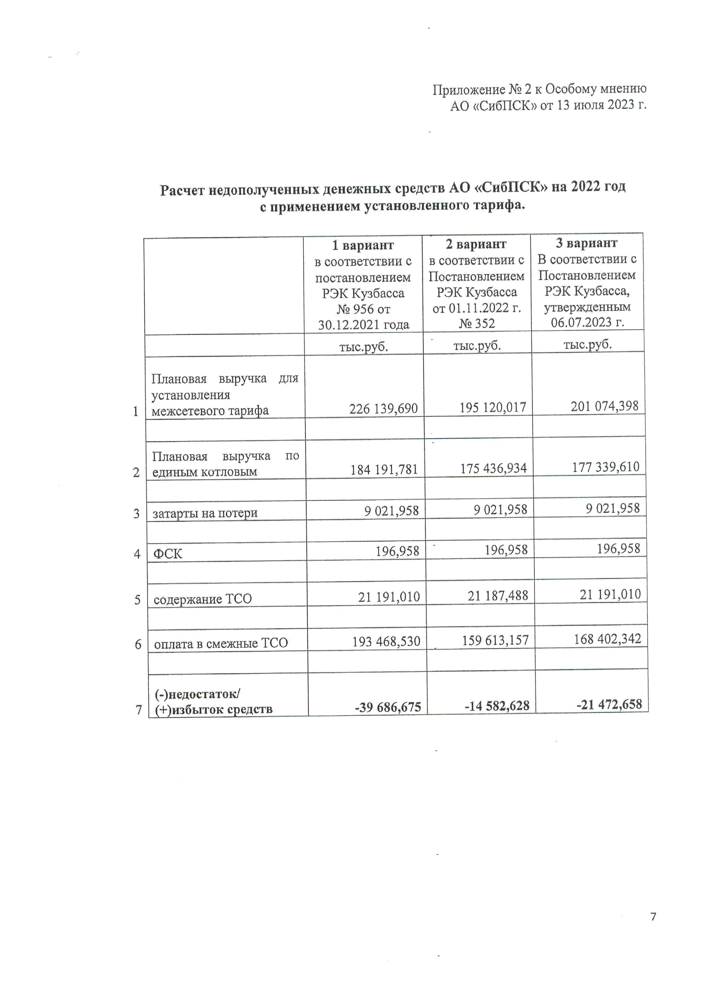 Приложение № 2 к Особому мнению
АО «СибПСК» от 13 июля 2023 г.
Расчет недополученных денежных средств АО «СибПСК» на 2022 год
с применением установленного тарифа.
1 вариант
в соответствии с
постановлением
РЭК Кузбасса
№ 956 от
30.12.2021 года
2 вариант
в соответствии с
Постановлением
РЭК Кузбасса
от 01.11.2022 г.
№ 352
3 вариант
В соответствии с
Постановлением
РЭК Кузбасса,
утвержденным
06.07.2023 г.
тыс.руб. тыс.руб. тыс.руб.
Плановая выручка для
установления
1 межсетевого тарифа 226 139,690 195 120,017 201 074,398
Плановая выручка по
2 единым котловым 184 191,781 175 436,934 177 339,610
3 затарты на потери 9 021,958 9 021,958 9 021,958
4 ФСК 196,958 196,958 196,958
5 содержание ТСО 21 191,010 21 187,488 21 191,010
6 оплата в смежные ТСО 193 468,530 159 613,157 168 402,342
(-)недостаток/
7 (+)избыток средств -39 686,675 -14 582,628 -21 472,658
7